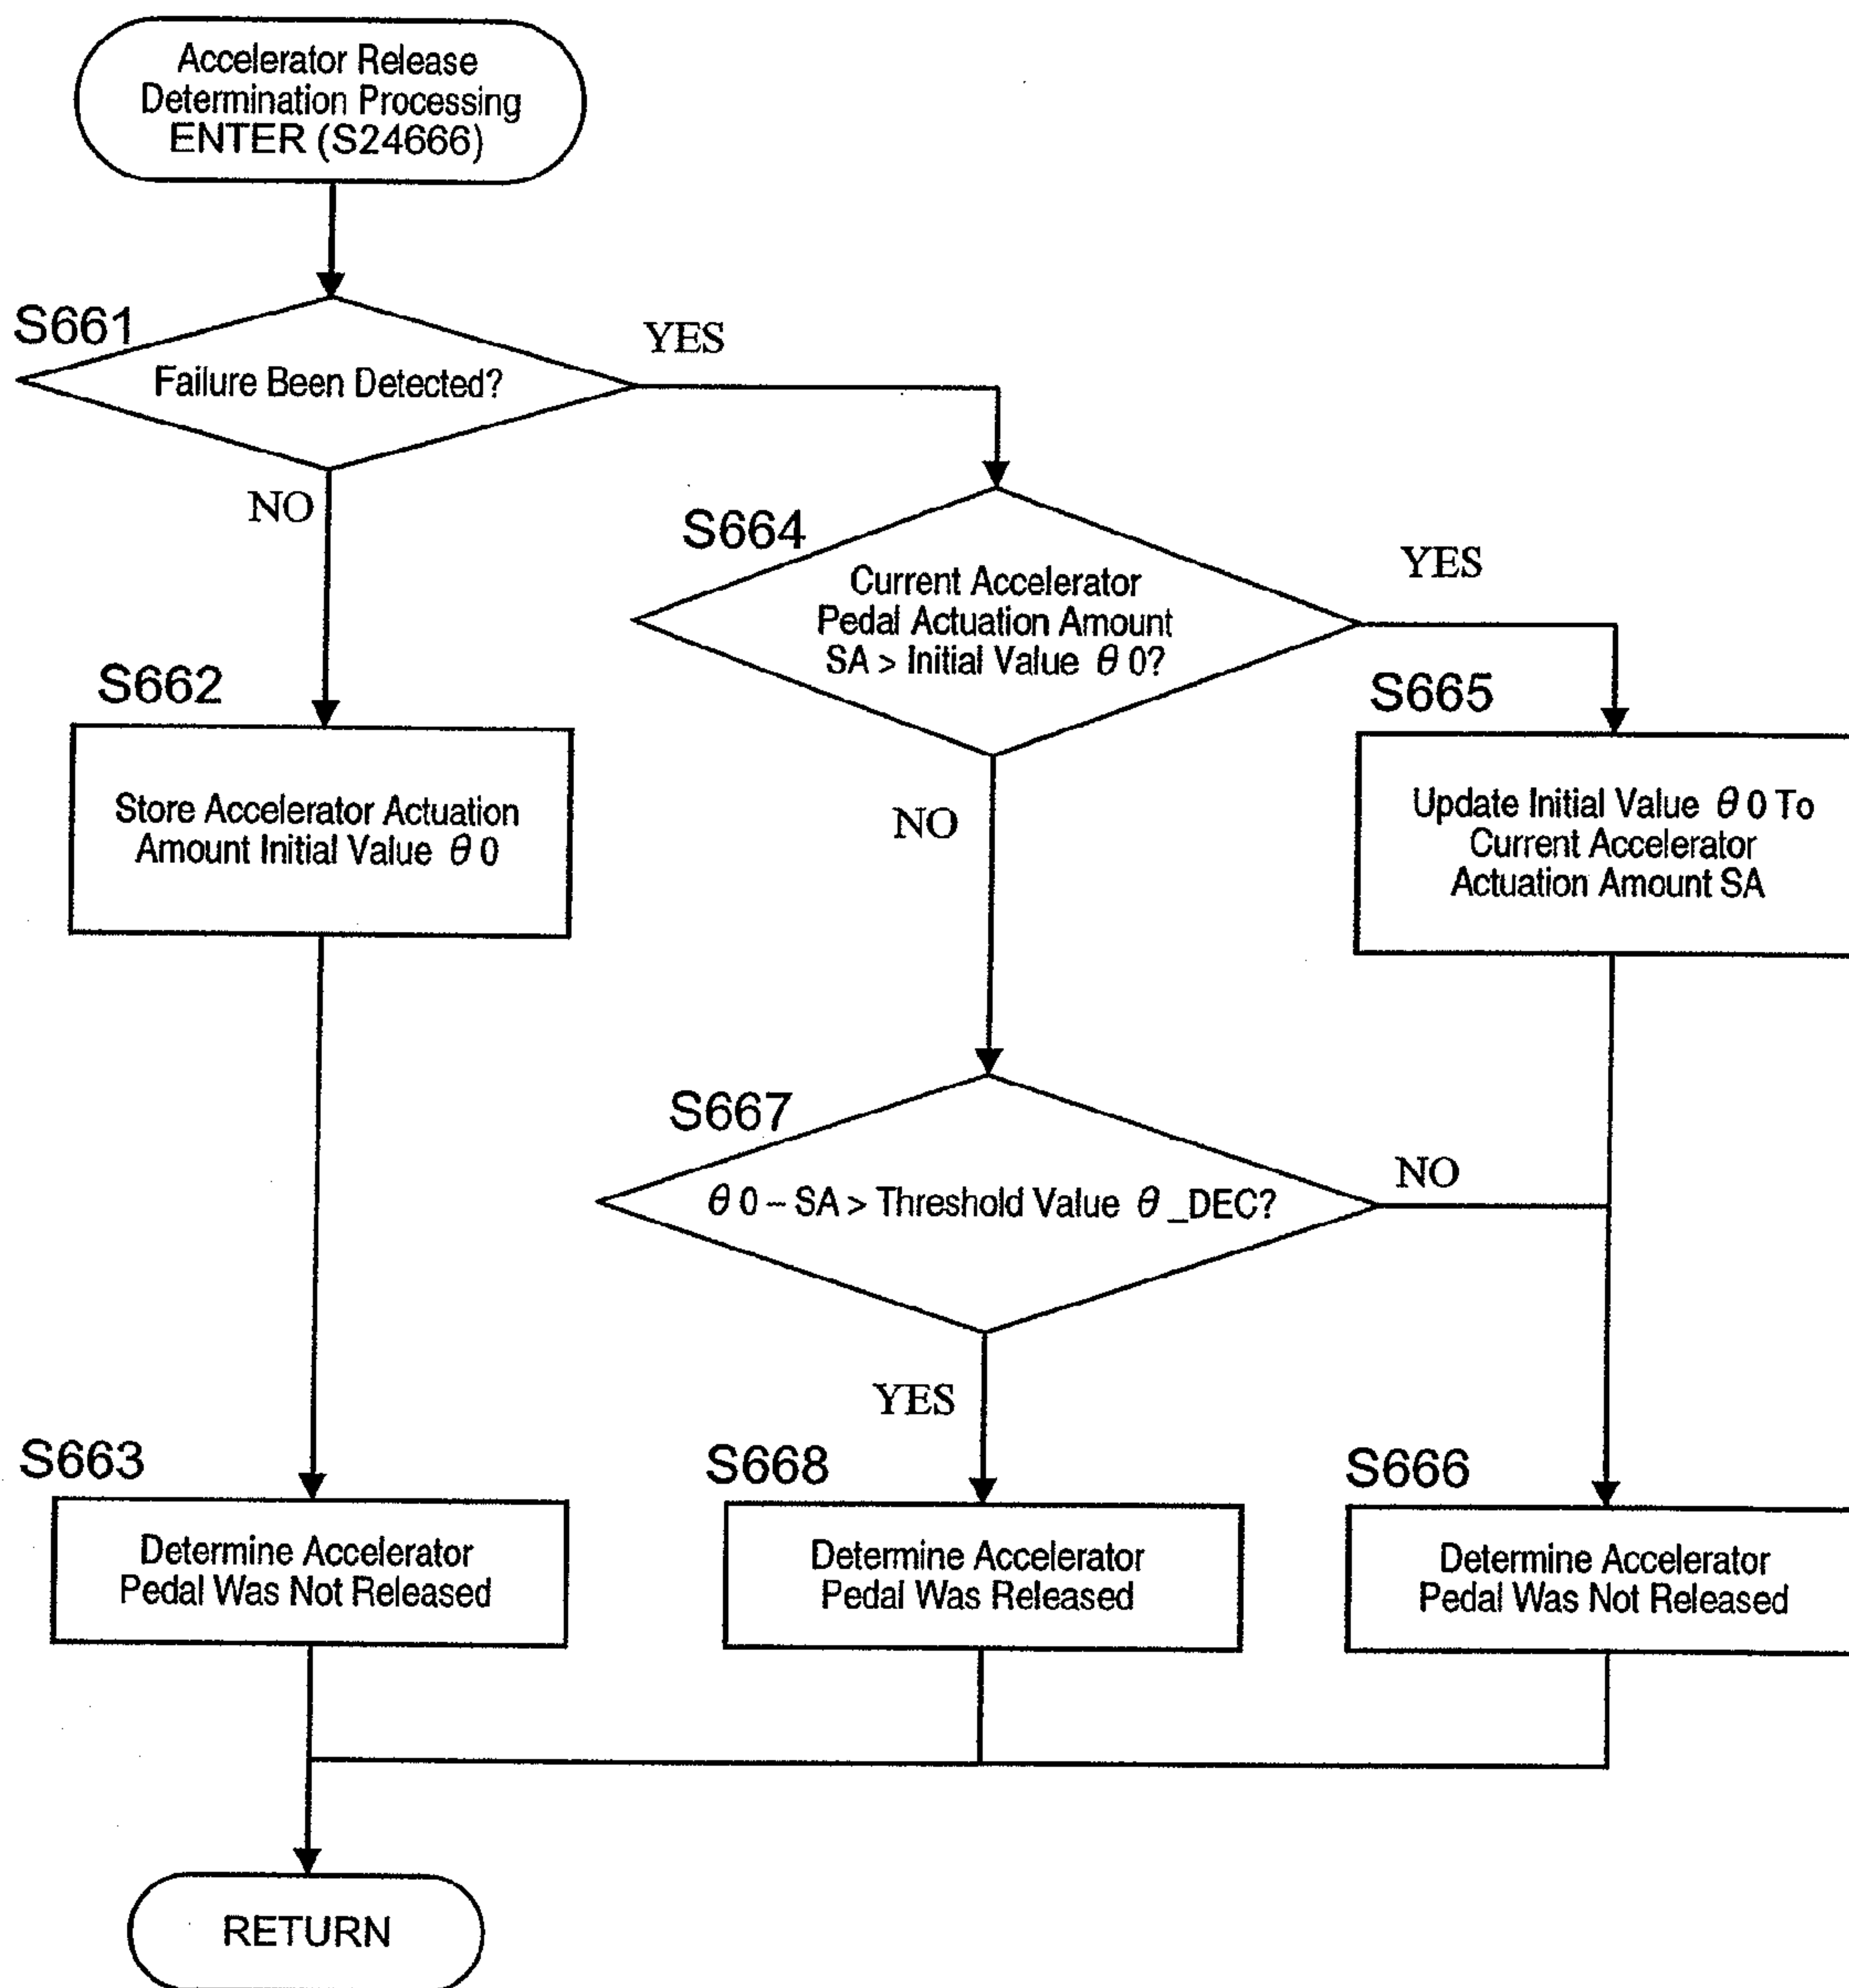 Accelerator Release
Determination Processing
ENTER (S24666)
S661
Failure Been Detected?
YES
NO
S664
Current Accelerator
Pedal Actuation Amount
SA > Initial Value θ 0?
YES
NO
S662
Store Accelerator Actuation
Amount Initial Value θ 0
S665
Update Initial Value θ 0 To
Current Accelerator
Actuation Amount SA
S667
θ 0 – SA > Threshold Value θ _DEC?
NO
YES
S663
Determine Accelerator
Pedal Was Not Released
S668
Determine Accelerator
Pedal Was Released
S666
Determine Accelerator
Pedal Was Not Released
RETURN